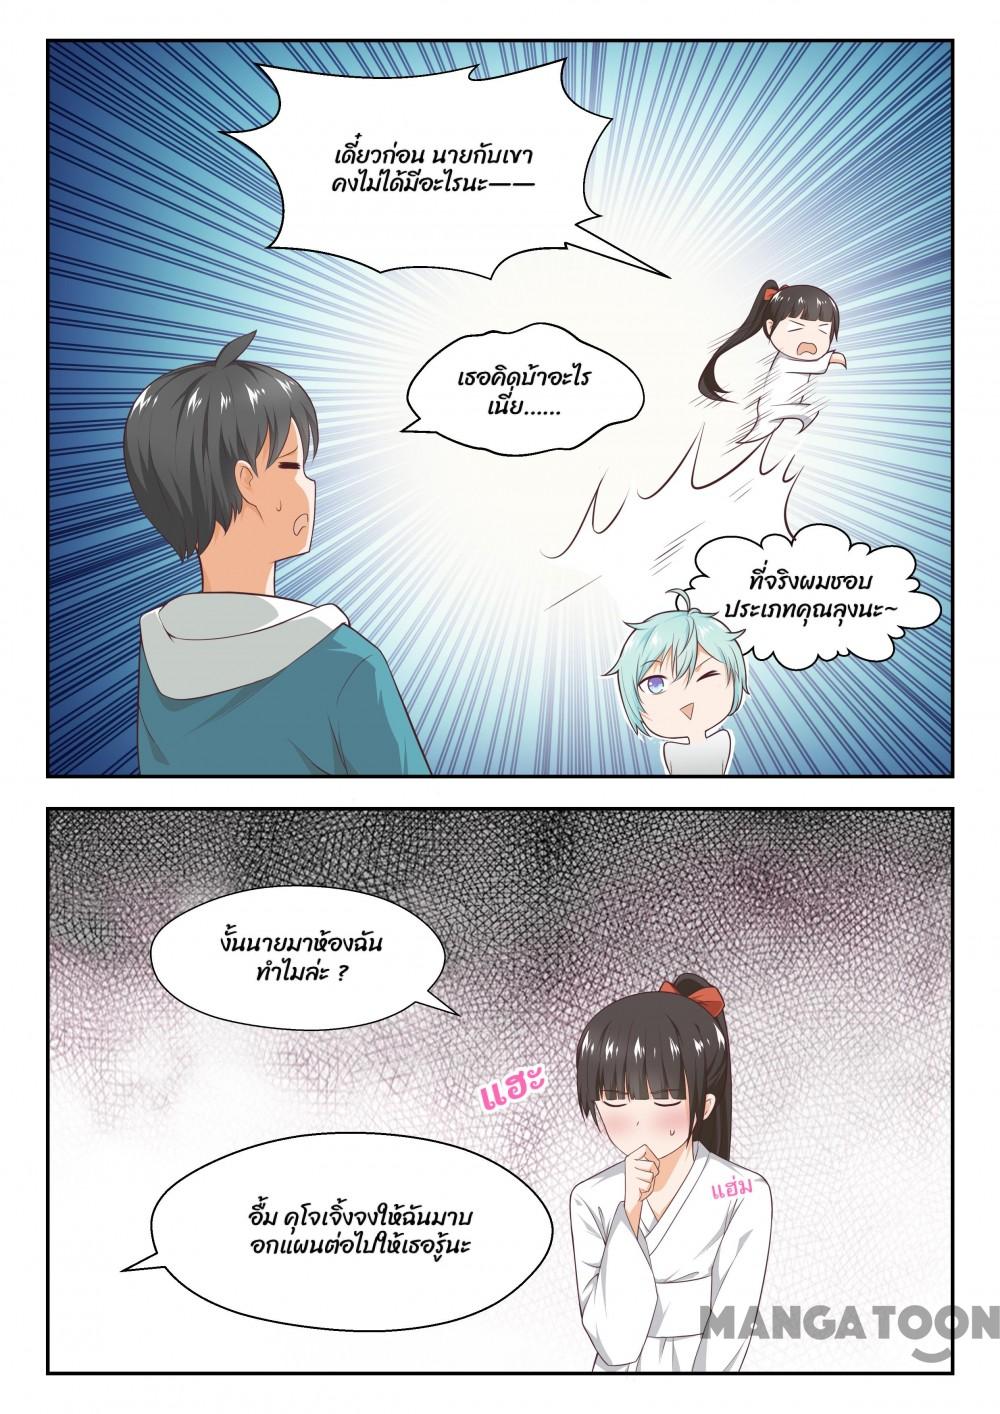 เดี๋ยวก่อน นายกับเขา
คงไม่ได้มีอะไรนะ——
เธอคิดบ้าอะไร
เนี่ย......
ที่จริงผมชอบ
ประเภทคุณลุงนะ~
งั้นนายมาห้องฉัน
ทำไมล่ะ ?
แฮะ
แฮ่ม
อื้ม คุโจเจิ้งจงให้ฉันมาบ
อกแผนต่อไปให้เธอรู้นะ
MANGATOON